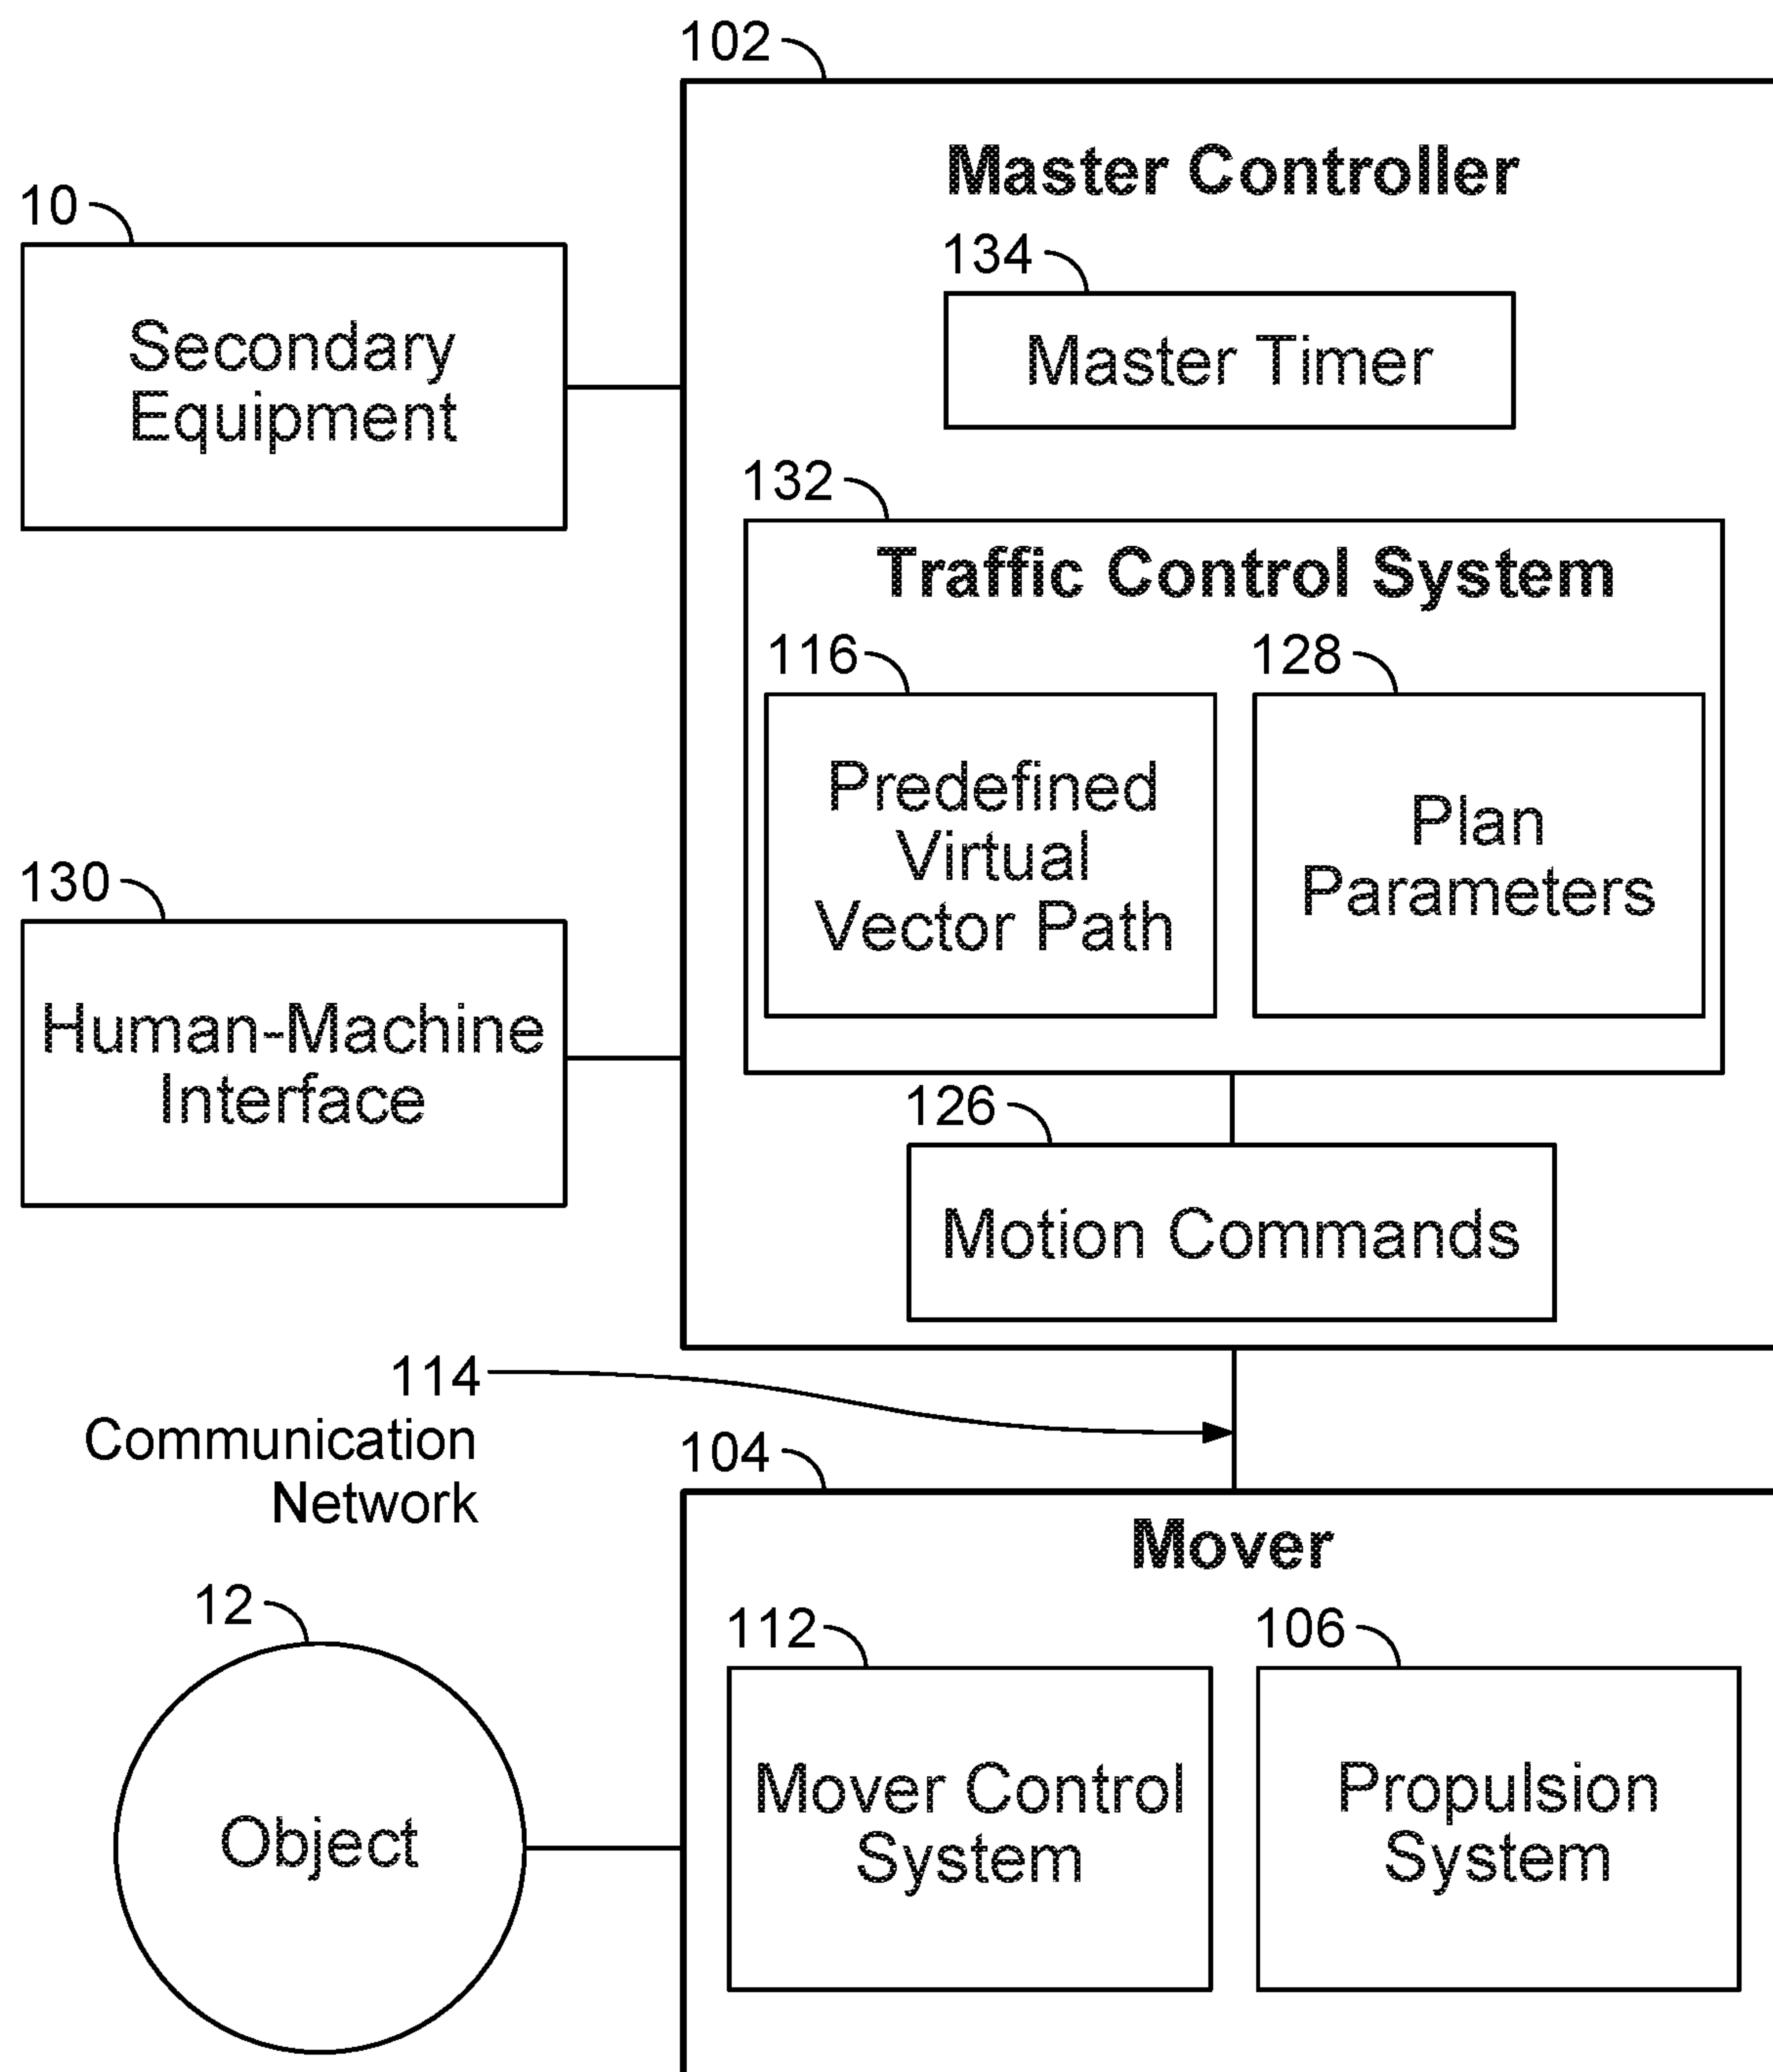 102
Master Controller
10
Secondary
Equipment
134
Master Timer
132
Traffic Control System
116
Predefined
Virtual
Vector Path
128
Plan
Parameters
130
Human-Machine
Interface
126
Motion Commands
114
Communication
Network
104
Mover
12
Object
112
Mover Control
System
106
Propulsion
System